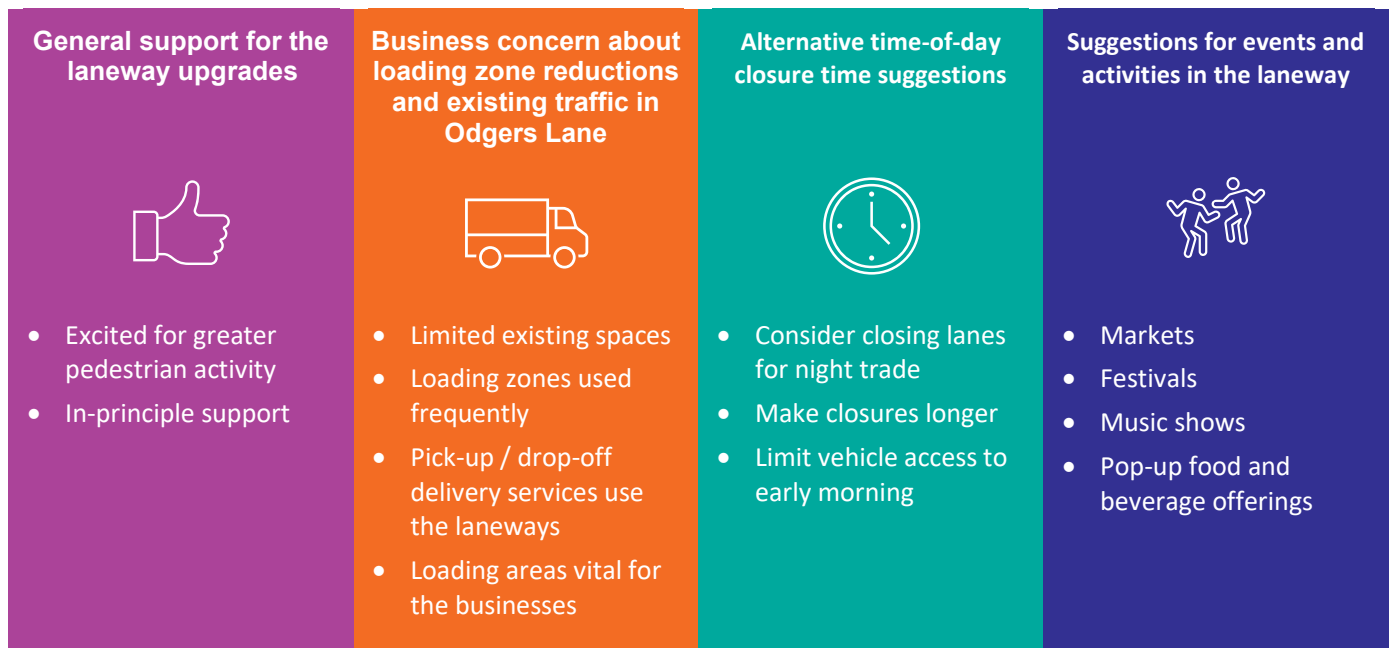 General support for the
laneway upgrades
• Excited for greater
pedestrian activity
• In-principle support
Business concern about
loading zone reductions
and existing traffic in
Odgers Lane
• Limited existing spaces
• Loading zones used
frequently
• Pick-up / drop-off
delivery services use
the laneways
• Loading areas vital for
the businesses
Alternative time-of-day
closure time suggestions
• Consider closing lanes
for night trade
• Make closures longer
• Limit vehicle access to
early morning
Suggestions for events and
activities in the laneway
• Markets
• Festivals
• Music shows
• Pop-up food and
beverage offerings